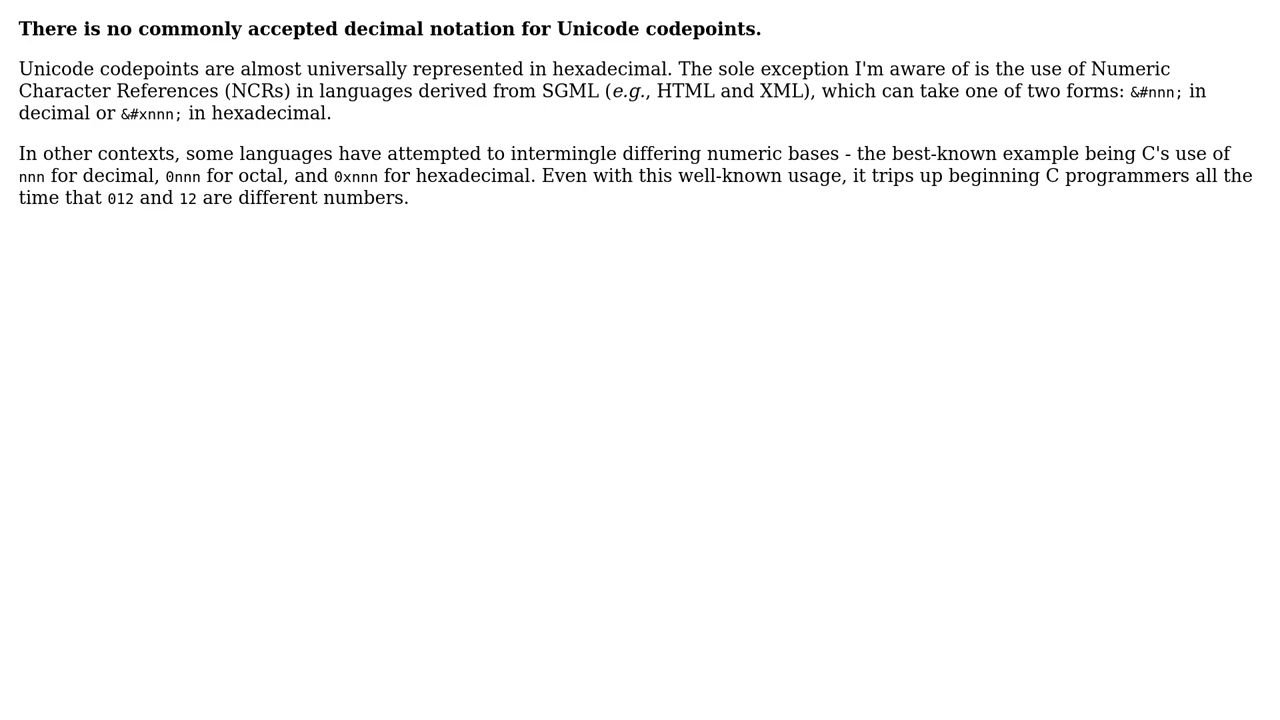 There is no commonly accepted decimal notation for Unicode codepoints.
Unicode codepoints are almost universally represented in hexadecimal. The sole exception I'm aware of is the use of Numeric
Character References (NCRs) in languages derived from SGML (e.g., HTML and XML), which can take one of two forms: &#nnn; in
decimal or &#xnnn; in hexadecimal.
In other contexts, some languages have attempted to intermingle differing numeric bases - the best-known example being C's use of
nnn for decimal, 0nnn for octal, and 0xnnn for hexadecimal. Even with this well-known usage, it trips up beginning C programmers all the
time that 012 and 12 are different numbers.